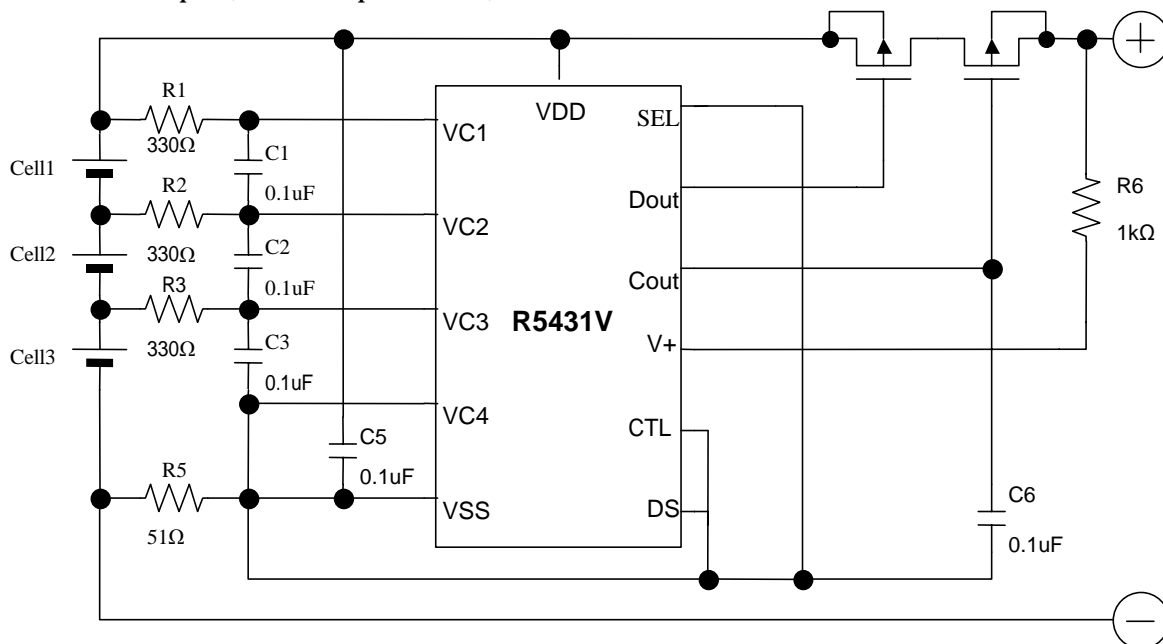 R1
330Ω
Cell1
C1
0.1uF
R2
330Ω
Cell2
C2
0.1uF
R3
330Ω
Cell3
C3
0.1uF
R5
51Ω
C5
0.1uF
VDD
VC1
VC2
VC3
VC4
VSS
R5431V
SEL
Dout
Cout
V+
CTL
DS
R6
1kΩ
C6
0.1uF
+
−